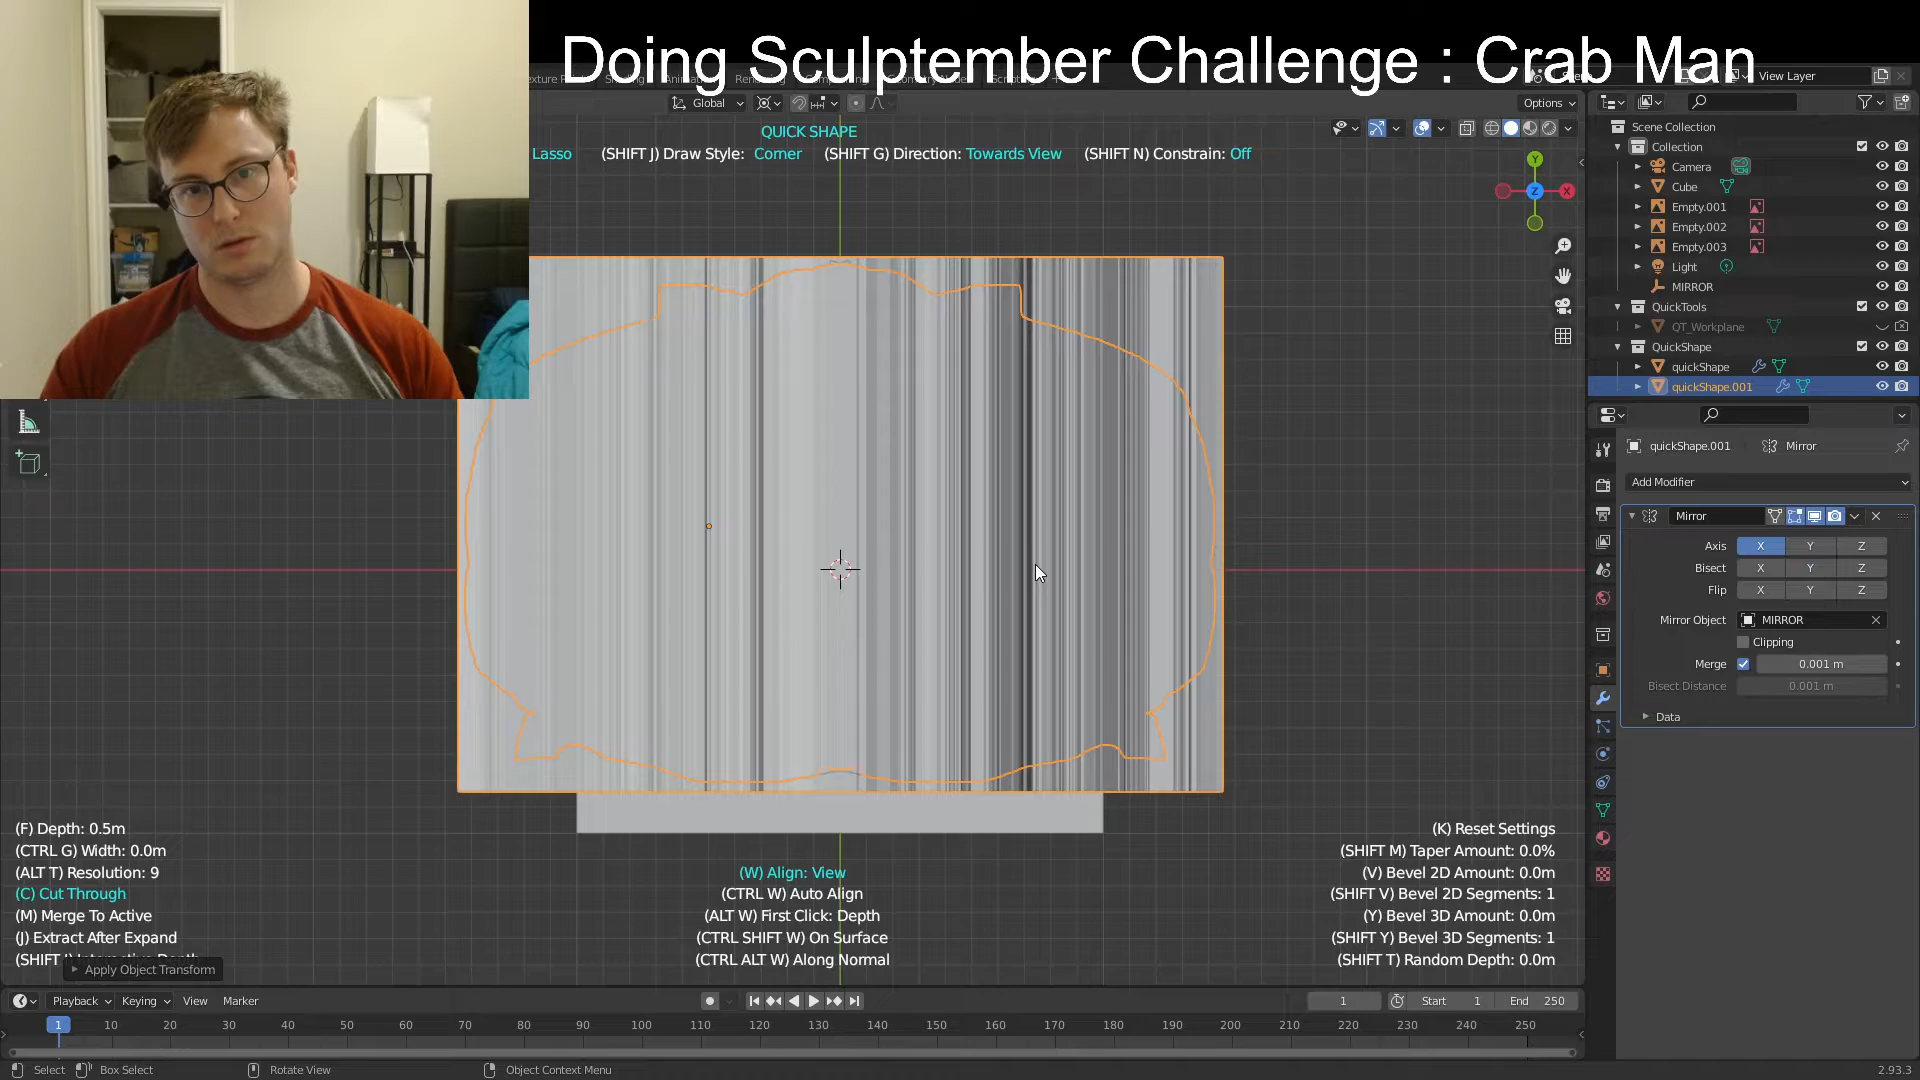 Doing Sculptember Challenge : Crab Man
View Layer
Global
Options
QUICK SHAPE
Lasso (SHIFT J) Draw Style: Corner (SHIFT G) Direction: Towards View (SHIFT N) Constrain: Off
Y
Z
X
Scene Collection
Collection
Camera
Cube
Empty.001
Empty.002
Empty.003
Light
MIRROR
QuickTools
QT_Workplane
QuickShape
quickShape
quickShape.001
quickShape.001 Mirror
Add Modifier
Mirror
Axis X Y Z
Bisect X Y Z
Flip X Y Z
Mirror Object MIRROR
Clipping
Merge 0.001 m
Bisect Distance 0.001 m
Data
(F) Depth: 0.5m
(CTRL G) Width: 0.0m
(ALT T) Resolution: 9
(C) Cut Through
(M) Merge To Active
(J) Extract After Expand
(SHIFT
Apply Object Transform
(W) Align: View
(CTRL W) Auto Align
(ALT W) First Click: Depth
(CTRL SHIFT W) On Surface
(CTRL ALT W) Along Normal
(K) Reset Settings
(SHIFT M) Taper Amount: 0.0%
(V) Bevel 2D Amount: 0.0m
(SHIFT V) Bevel 2D Segments: 1
(Y) Bevel 3D Amount: 0.0m
(SHIFT Y) Bevel 3D Segments: 1
(SHIFT T) Random Depth: 0.0m
Playback Keying View Marker
1 Start 1 End 250
1 10 20 30 40 50 60 70 80 90 100 110 120 130 140 150 160 170 180 190 200 210 220 230 240 250
Select Box Select Rotate View Object Context Menu 2.93.3